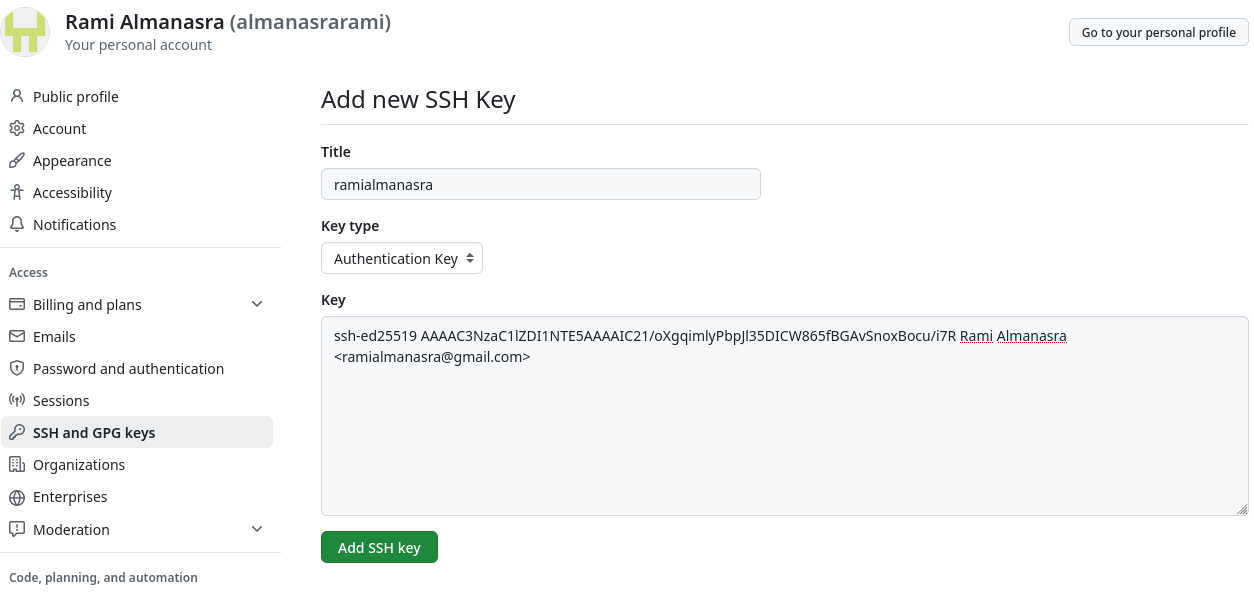 Rami Almanasra (almanasrarami)
Your personal account
Go to your personal profile
Public profile
Account
Appearance
Accessibility
Notifications
Access
Billing and plans
Emails
Password and authentication
Sessions
SSH and GPG keys
Organizations
Enterprises
Moderation
Code, planning, and automation
Add new SSH Key
Title
ramialmanasra
Key type
Authentication Key
Key
ssh-ed25519 AAAAC3NzaC1lZDI1NTE5AAAAIC21/oXgqimlyPbpJl35DICW865fBGAvSnoxBocu/i7R Rami Almanasra
<ramialmanasra@gmail.com>
Add SSH key